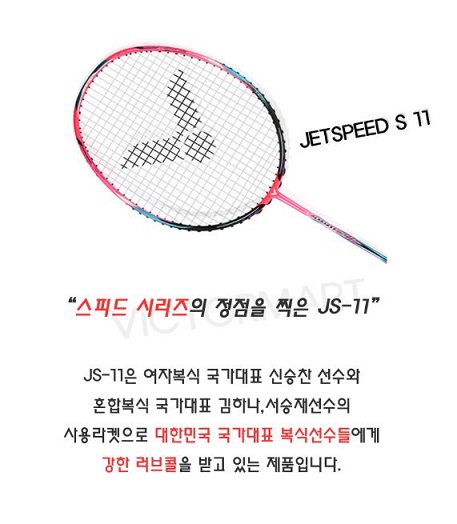 JETSPEED S 11
“스피드 시리즈의 정점을 찍은 JS-11”
VICTORMART
JS-11은 여자복식 국가대표 신승찬 선수와
혼합복식 국가대표 김하나,서승재선수의
사용라켓으로 대한민국 국가대표 복식선수들에게
강한 러브콜을 받고 있는 제품입니다.